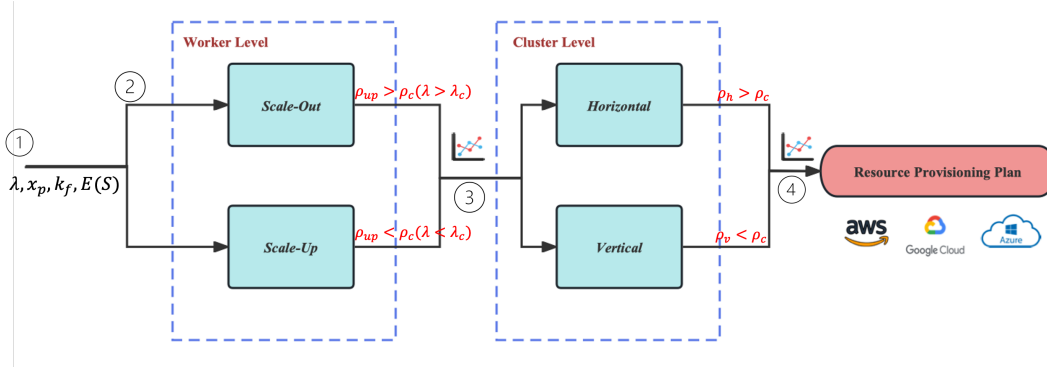 Worker Level
Cluster Level
①
②
Scale-Out
ρ_up > ρ_c(λ > λ_c)
Horizontal
ρ_h > ρ_c
λ, x_p, k_f, E(S)
③
④
Resource Provisioning Plan
Scale-Up
ρ_up < ρ_c(λ < λ_c)
Vertical
ρ_v < ρ_c
aws
Google Cloud
Azure